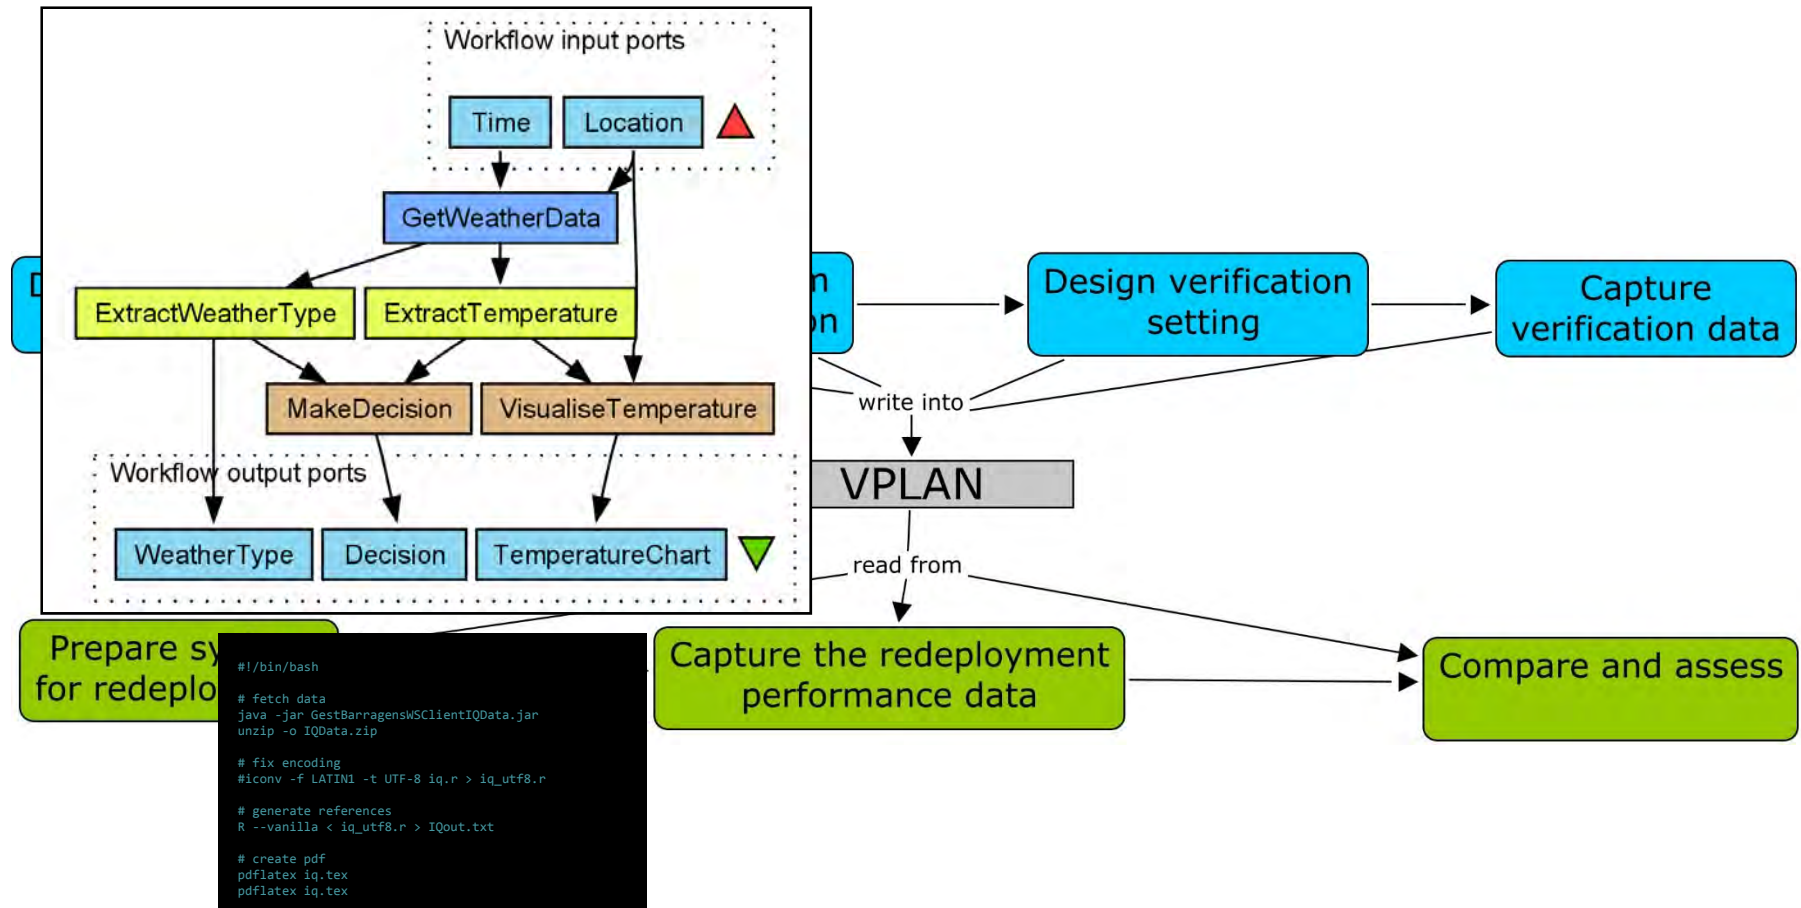 Workflow input ports
Time
Location
GetWeatherData
ExtractWeatherType
ExtractTemperature
MakeDecision
VisualiseTemperature
Workflow output ports
WeatherType
Decision
TemperatureChart
Design verification
setting
Capture
verification data
write into
VPLAN
read from
Prepare
for
Capture the redeployment
performance data
Compare and assess
#!/bin/bash
# fetch data
java -jar GestBarragensWSClientIQData.jar
unzip -o IQData.zip
# fix encoding
#iconv -f LATIN1 -t UTF-8 iq.r > iq_utf8.r
# generate references
R --vanilla < iq_utf8.r > IQout.txt
# create pdf
pdflatex iq.tex
pdflatex iq.tex